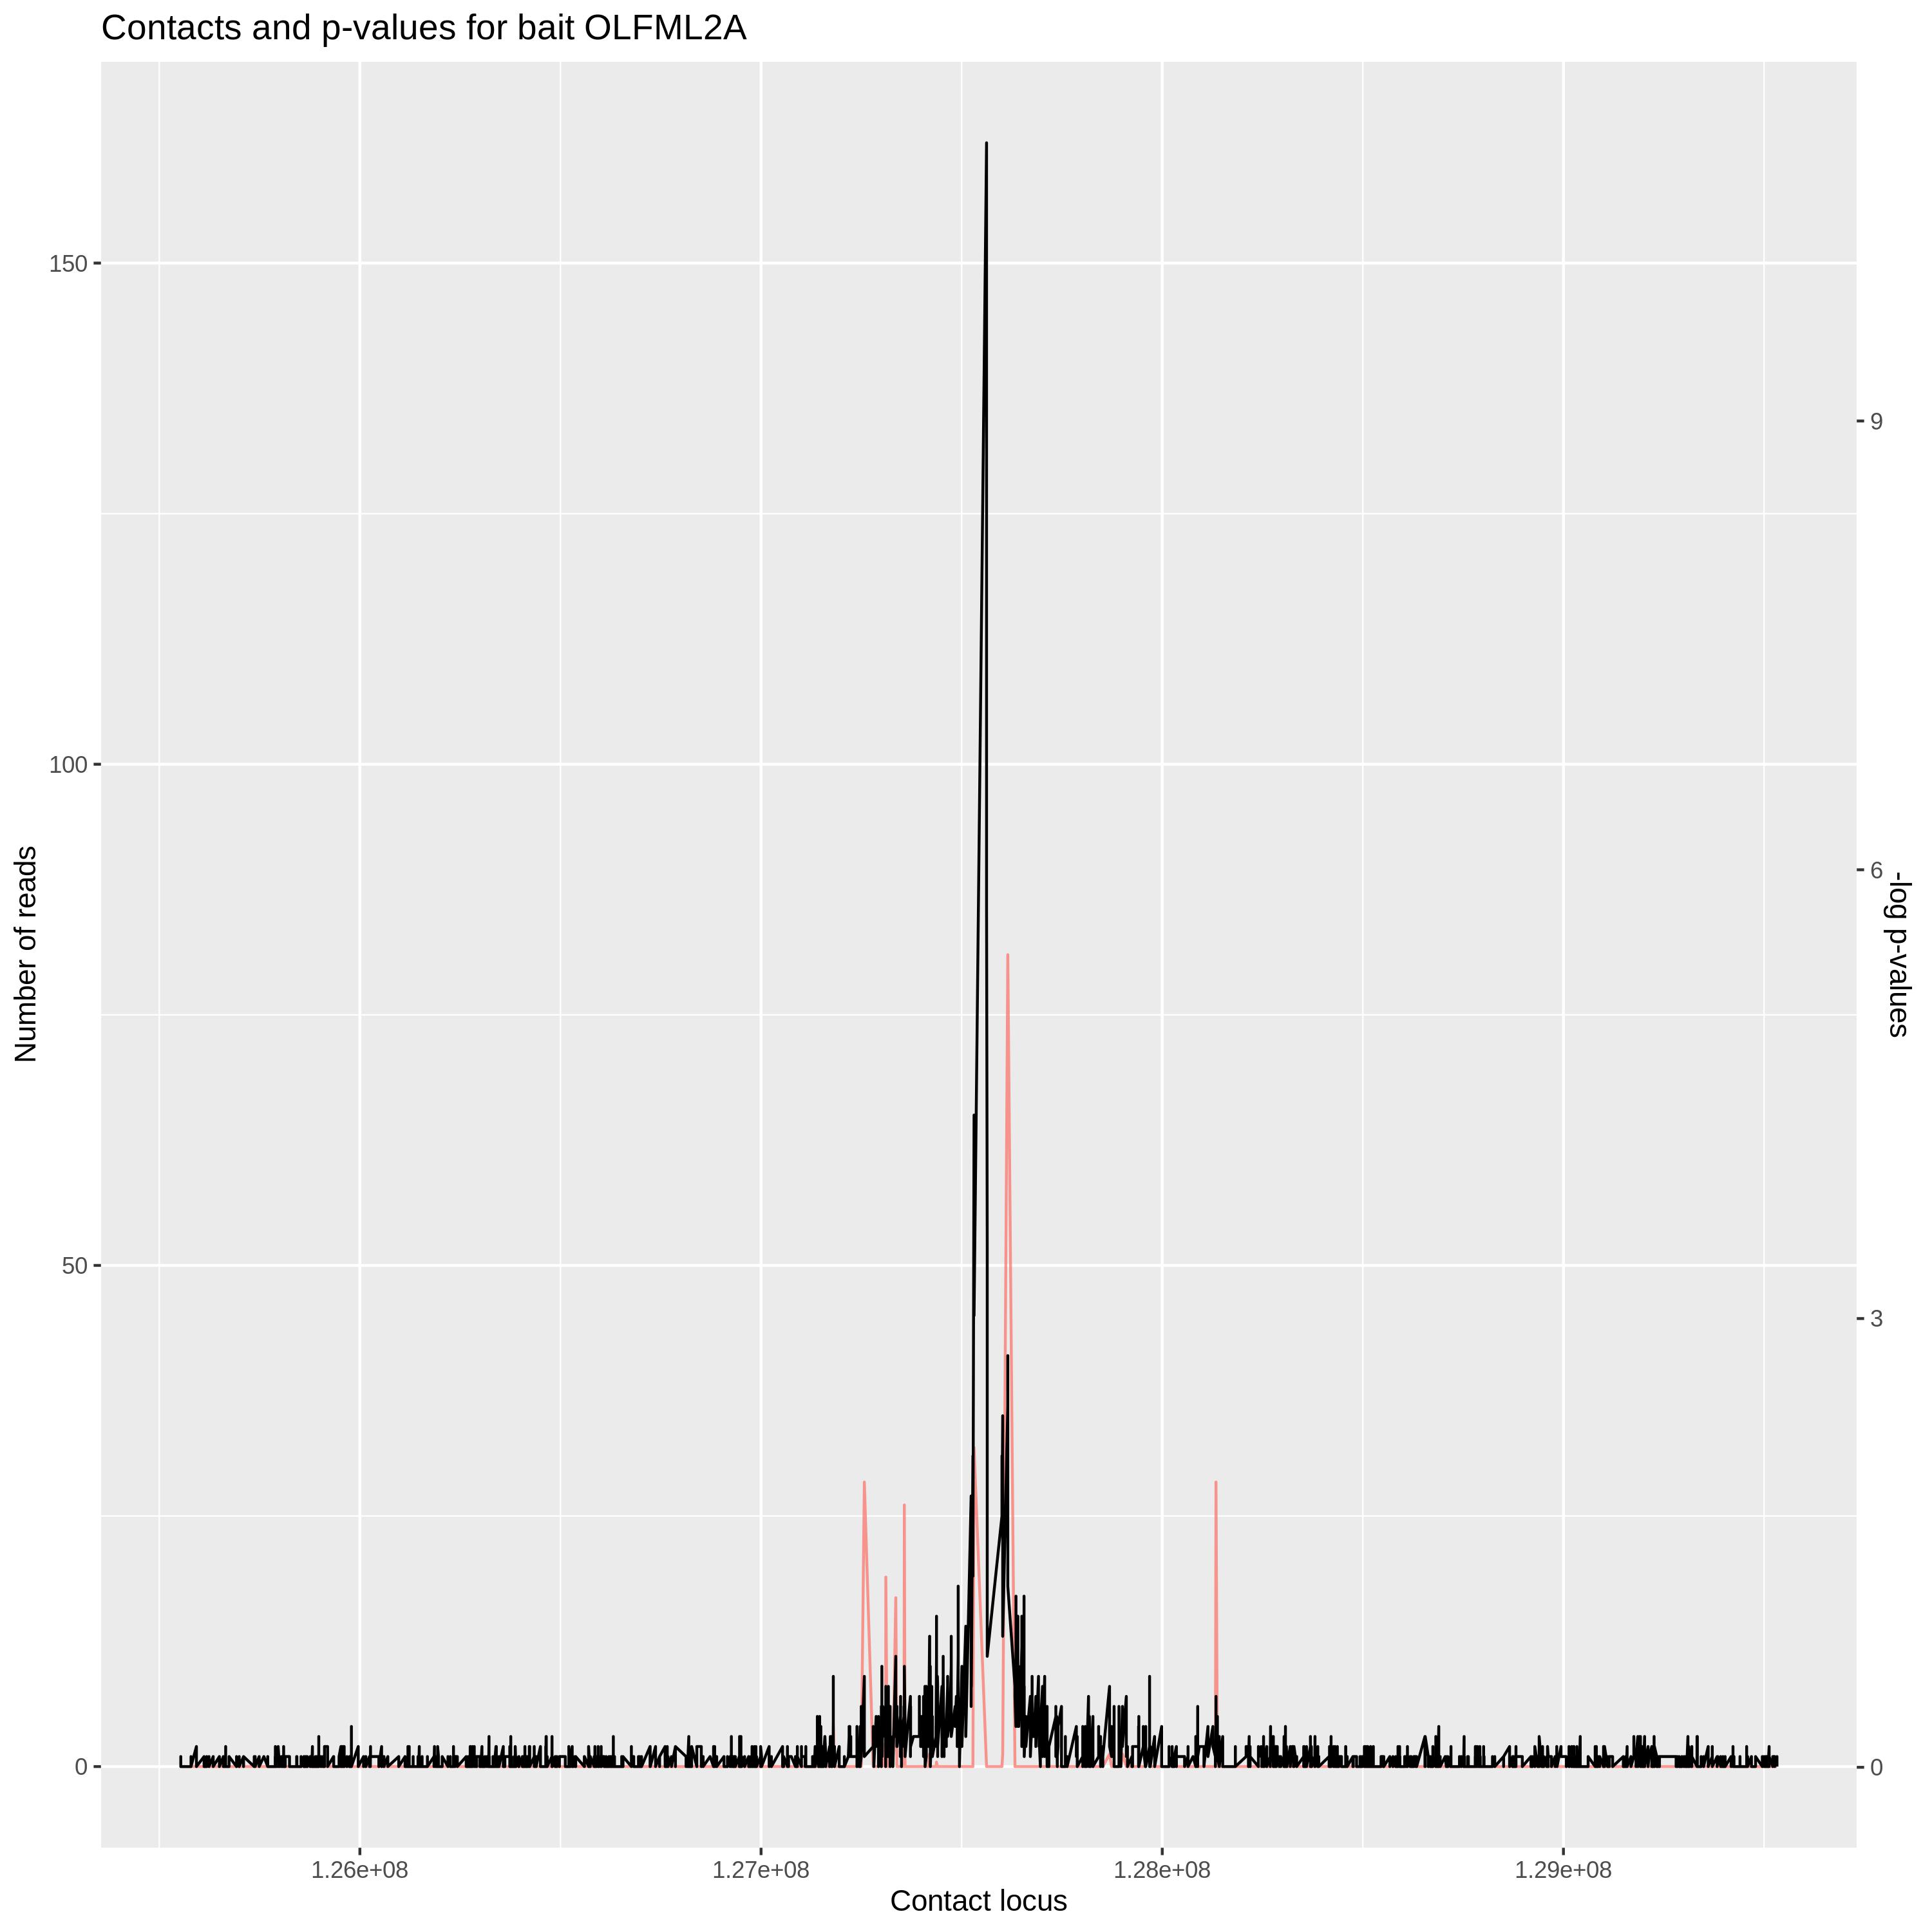 Contacts and p-values for bait OLFML2A
150
100
50
0
Number of reads
9
6
3
0
-log p-values
1.26e+08
1.27e+08
1.28e+08
1.29e+08
Contact locus